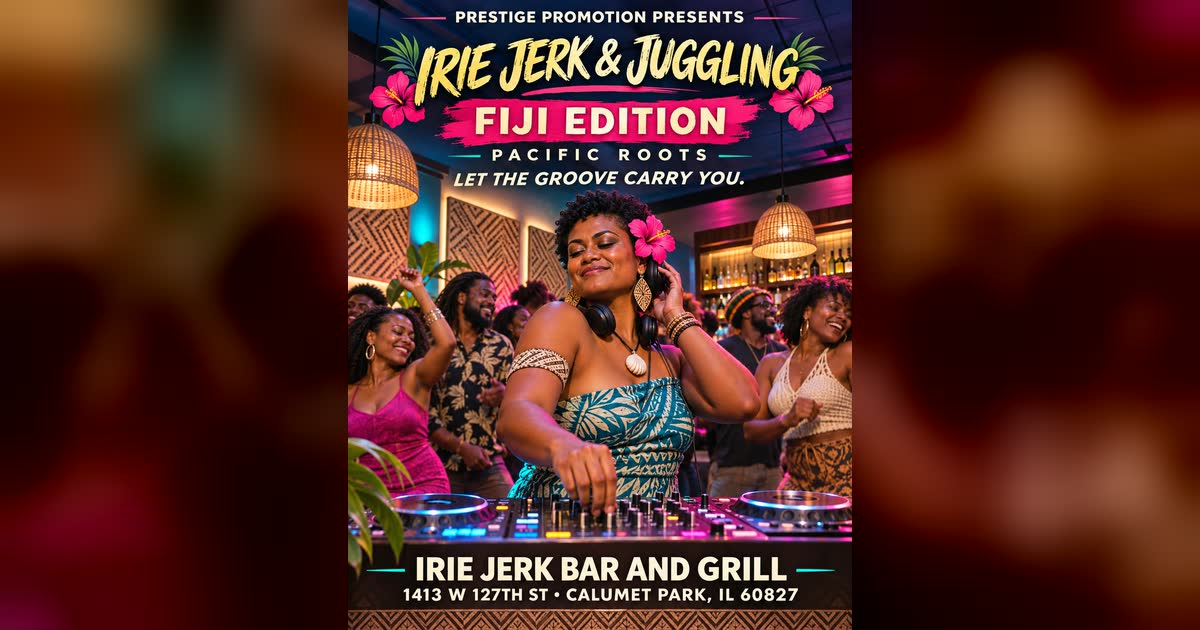 PRESTIGE PROMOTION PRESENTS
IRIE JERK & JUGGLING
FIJI EDITION
PACIFIC ROOTS
LET THE GROOVE CARRY YOU.
IRIE JERK BAR AND GRILL
1413 W 127TH ST • CALUMET PARK, IL 60827